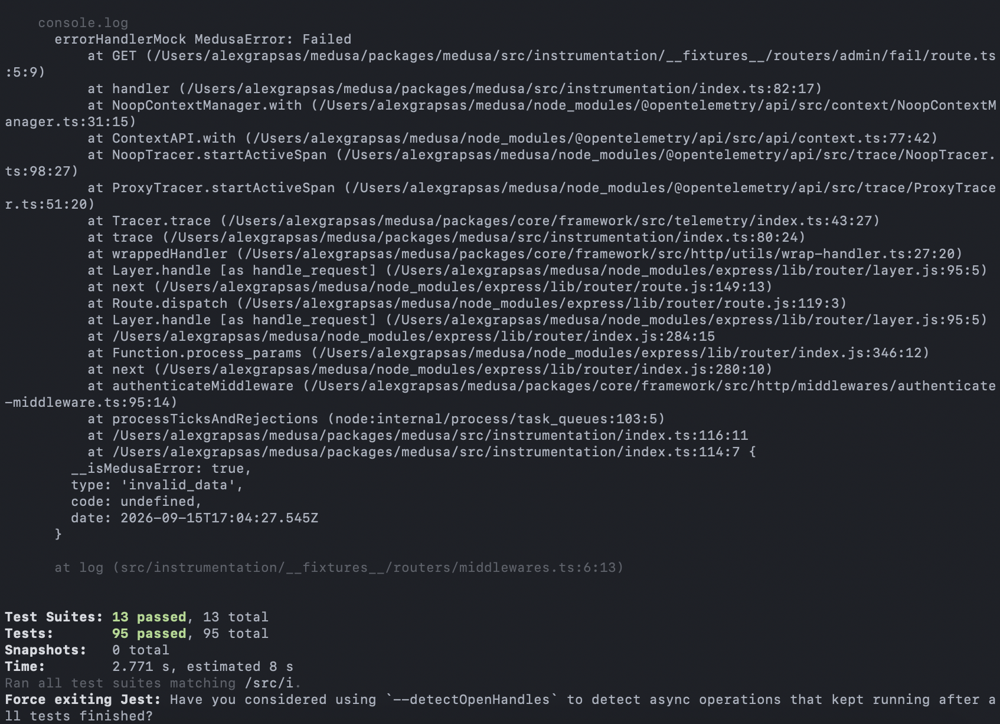 console.log
errorHandlerMock MedusaError: Failed
at GET (/Users/alexgrapsas/medusa/packages/medusa/src/instrumentation/__fixtures__/routers/admin/fail/route.ts
:5:9)
at handler (/Users/alexgrapsas/medusa/packages/medusa/src/instrumentation/index.ts:82:17)
at NoopContextManager.with (/Users/alexgrapsas/medusa/node_modules/@opentelemetry/api/src/context/NoopContextM
anager.ts:31:15)
at ContextAPI.with (/Users/alexgrapsas/medusa/node_modules/@opentelemetry/api/src/api/context.ts:77:42)
at NoopTracer.startActiveSpan (/Users/alexgrapsas/medusa/node_modules/@opentelemetry/api/src/trace/NoopTracer.
ts:98:27)
at ProxyTracer.startActiveSpan (/Users/alexgrapsas/medusa/node_modules/@opentelemetry/api/src/trace/ProxyTrace
r.ts:51:20)
at Tracer.trace (/Users/alexgrapsas/medusa/packages/core/framework/src/telemetry/index.ts:43:27)
at trace (/Users/alexgrapsas/medusa/packages/medusa/src/instrumentation/index.ts:80:24)
at wrappedHandler (/Users/alexgrapsas/medusa/packages/core/framework/src/http/utils/wrap-handler.ts:27:20)
at Layer.handle [as handle_request] (/Users/alexgrapsas/medusa/node_modules/express/lib/router/layer.js:95:5)
at next (/Users/alexgrapsas/medusa/node_modules/express/lib/router/route.js:149:13)
at Route.dispatch (/Users/alexgrapsas/medusa/node_modules/express/lib/router/route.js:119:3)
at Layer.handle [as handle_request] (/Users/alexgrapsas/medusa/node_modules/express/lib/router/layer.js:95:5)
at /Users/alexgrapsas/medusa/node_modules/express/lib/router/index.js:284:15
at Function.process_params (/Users/alexgrapsas/medusa/node_modules/express/lib/router/index.js:346:12)
at next (/Users/alexgrapsas/medusa/node_modules/express/lib/router/index.js:280:10)
at authenticateMiddleware (/Users/alexgrapsas/medusa/packages/core/framework/src/http/middlewares/authenticate
-middleware.ts:95:14)
at processTicksAndRejections (node:internal/process/task_queues:103:5)
at /Users/alexgrapsas/medusa/packages/medusa/src/instrumentation/index.ts:116:11
at /Users/alexgrapsas/medusa/packages/medusa/src/instrumentation/index.ts:114:7 {
__isMedusaError: true,
type: 'invalid_data',
code: undefined,
date: 2026-09-15T17:04:27.545Z
}
at log (src/instrumentation/__fixtures__/routers/middlewares.ts:6:13)
Test Suites: 13 passed, 13 total
Tests: 95 passed, 95 total
Snapshots: 0 total
Time: 2.771 s, estimated 8 s
Ran all test suites matching /src/i.
Force exiting Jest: Have you considered using `--detectOpenHandles` to detect async operations that kept running after a
ll tests finished?